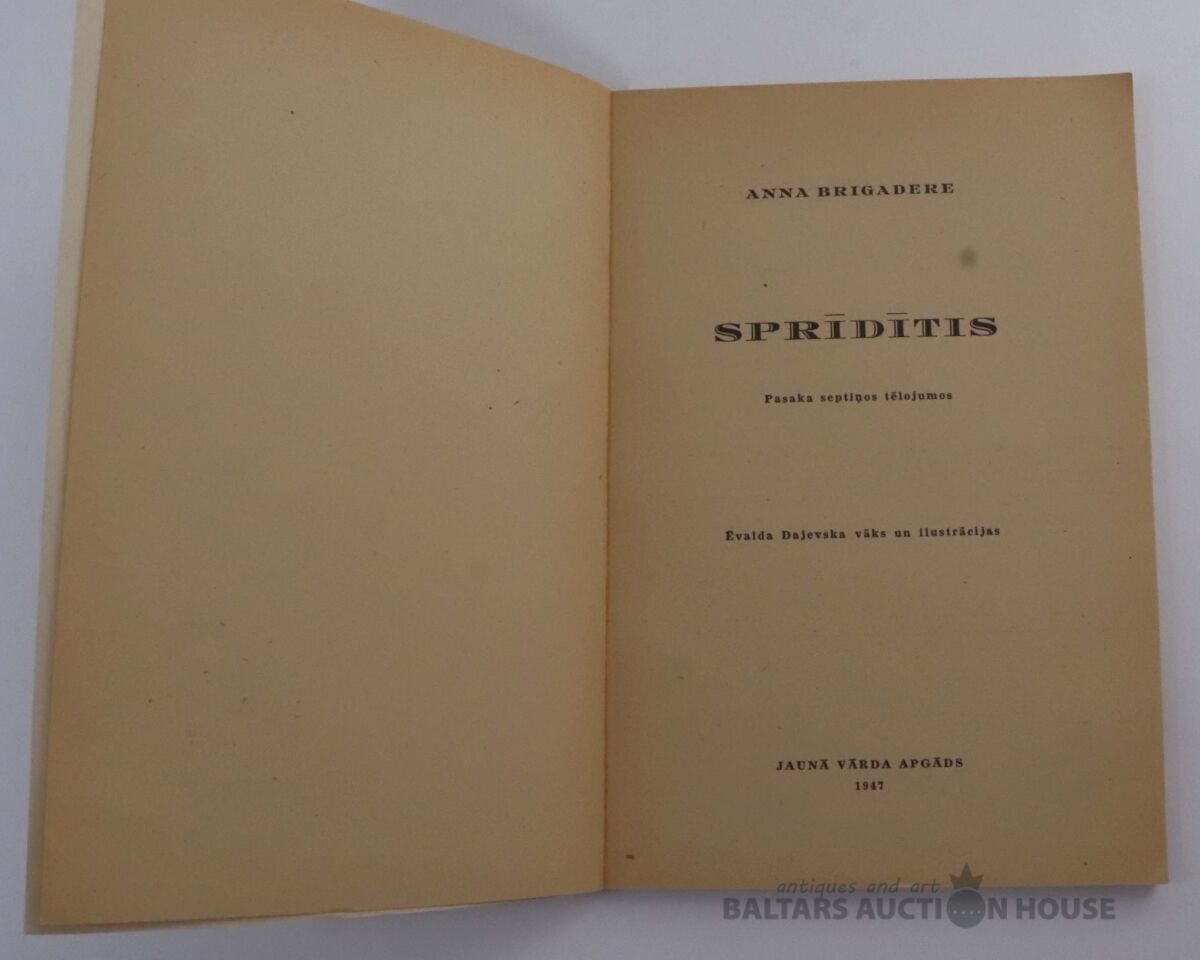 ANNA BRIGADERE
SPRĪDĪTIS
Pasaka septiņos tēlojumos
Ēvalda Dajevska vāks un ilustrācijas
JAUNĀ VĀRDA APGĀDS
1947
antiques and art
BALTARS AUCTION HOUSE